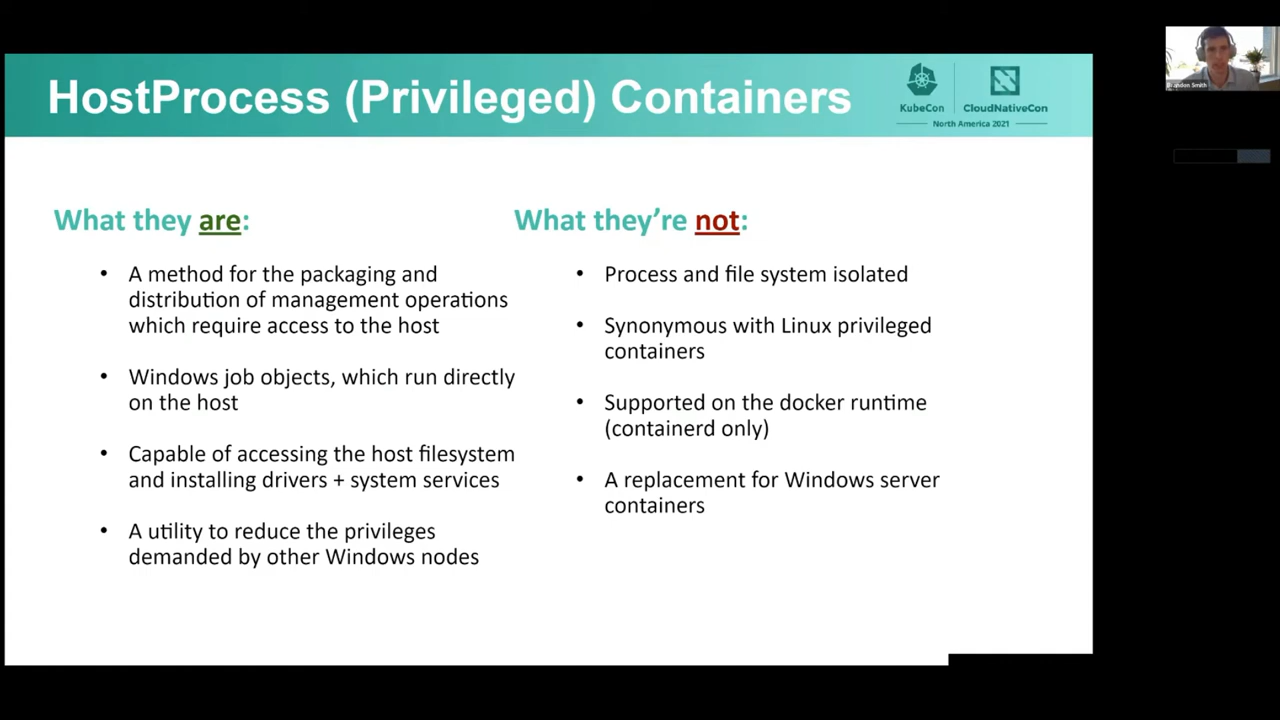 HostProcess (Privileged) Containers
KubeCon
CloudNativeCon
North America 2021
Brandon Smith
What they are:
• A method for the packaging and
distribution of management operations
which require access to the host
• Windows job objects, which run directly
on the host
• Capable of accessing the host filesystem
and installing drivers + system services
• A utility to reduce the privileges
demanded by other Windows nodes
What they’re not:
• Process and file system isolated
• Synonymous with Linux privileged
containers
• Supported on the docker runtime
(containerd only)
• A replacement for Windows server
containers